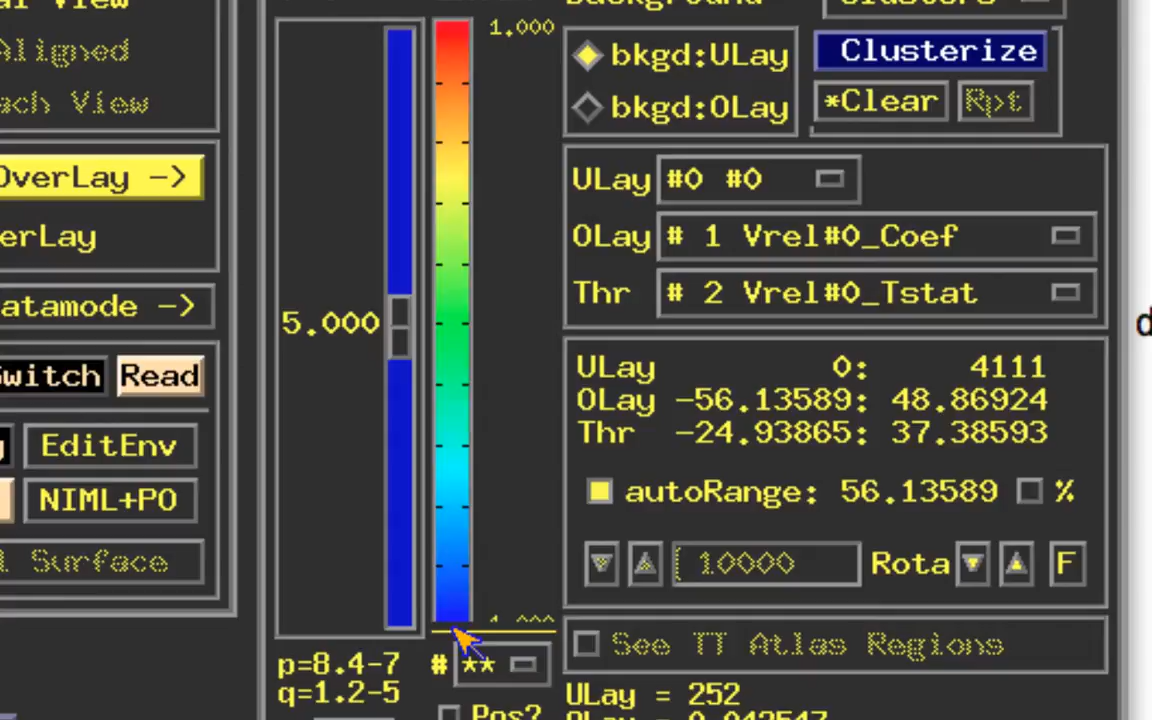 View
Clusters
1.000
bkgd:ULay
Clusterize
Aligned
bkgd:OLay
*Clear
Rpt
ach View
OverLay ->
ULay #0 #0
erLay
OLay # 1 Vrel#0_Coef
Thr # 2 Vrel#0_Tstat
atamode ->
5.000
d
ULay 0: 4111
Switch Read
OLay -56.13589: 48.86924
Thr -24.93865: 37.38593
EditEnv
autoRange: 56.13589 %
NIML+PO
10000 Rota F
l Surface
See TT Atlas Regions
p=8.4-7 # **
q=1.2-5
ULay = 252
Pos?